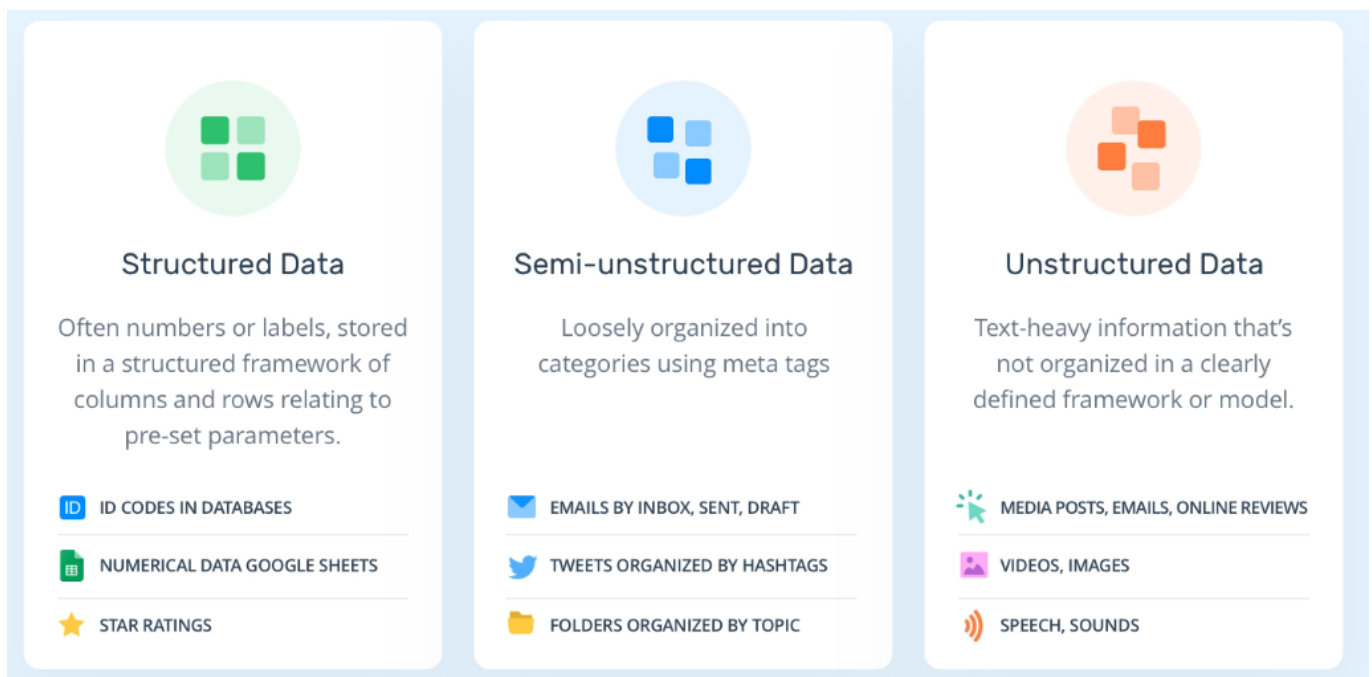 Structured Data
Often numbers or labels, stored
in a structured framework of
columns and rows relating to
pre-set parameters.
ID
ID CODES IN DATABASES
NUMERICAL DATA GOOGLE SHEETS
STAR RATINGS
Semi-unstructured Data
Loosely organized into
categories using meta tags
EMAILS BY INBOX, SENT, DRAFT
TWEETS ORGANIZED BY HASHTAGS
FOLDERS ORGANIZED BY TOPIC
Unstructured Data
Text-heavy information that’s
not organized in a clearly
defined framework or model.
MEDIA POSTS, EMAILS, ONLINE REVIEWS
VIDEOS, IMAGES
SPEECH, SOUNDS